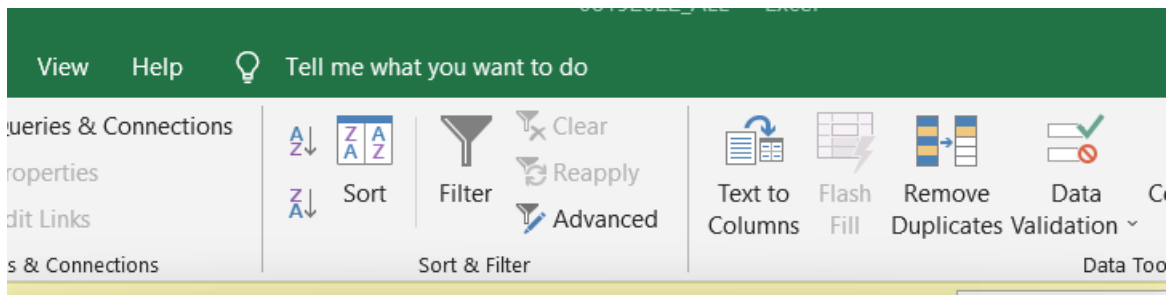 View Help Tell me what you want to do
ueries & Connections
roperties
dit Links
s & Connections
A
Z
Z
A
Z A
A Z
Sort
Filter
Clear
Reapply
Advanced
Sort & Filter
Text to
Columns
Flash
Fill
Remove
Duplicates
Data
Validation
Data Too